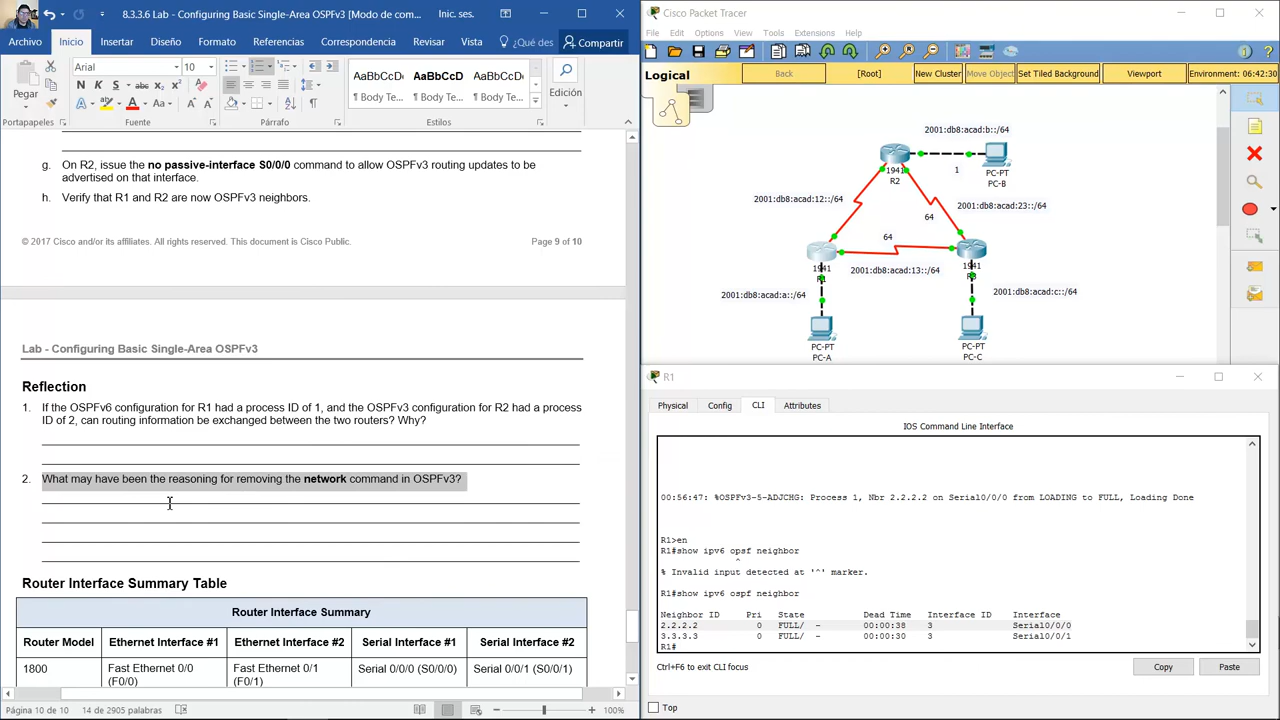 8.3.3.6 Lab - Configuring Basic Single-Area OSPFv3 [Modo de c...
Inic. ses.
Archivo
Inicio
Diseño
Formato
Referencias
Correspondencia
Revisar
Vista
¿Qué des
Compartir
Pegar
Arial
10
N K S
AaBbCcD
AaBbCcD
AaBbCcD
¶ Body Te...
¶ Body Te...
¶ Body Te...
Edición
Portapapeles
Fuente
Párrafo
Estilos
g. On R2, issue the no passive-interface command to allow OSPFv3 routing updates to be
advertised on that interface.
h. Verify that R1 and R2 are now OSPFv3 neighbors.
© 2017 Cisco and/or its affiliates. All rights reserved. This document is Cisco Public.
Page 9 of 10
Lab - Configuring Basic Single-Area OSPFv3
Reflection
1. If the OSPFv6 configuration for R1 had a process ID of 1, and the OSPFv3 configuration for R2 had a process
ID of 2, can routing information be exchanged between the two routers? Why?
2. What may have been the reasoning for removing the network command in OSPFv3?
Router Interface Summary Table
Router Interface Summary
Router Model
Ethernet Interface #1
Ethernet Interface #2
Serial Interface #1
Serial Interface #2
1800
Fast Ethernet 0/0
(F0/0)
Fast Ethernet 0/1
(F0/1)
Serial 0/0/0 (S0/0/0)
Serial 0/0/1 (S0/0/1)
Página 10 de 10
14 de 2905 palabras
100%
Cisco Packet Tracer
File Edit Options View Tools Extensions Help
Logical
Back
[Root]
New Cluster
Move Object
Set Tiled Background
Viewport
Environment: 06:42:30
2001:db8:acad:b::/64
1941
R2
1
PC-PT
PC-B
2001:db8:acad:12::/64
2001:db8:acad:23::/64
64
64
1941
R1
2001:db8:acad:13::/64
1941
2001:db8:acad:a::/64
2001:db8:acad:c::/64
PC-PT
PC-A
PC-PT
PC-C
R1
Physical
Config
CLI
Attributes
IOS Command Line Interface
00:56:47: %OSPFv3-5-ADJCHG: Process 1, Nbr 2.2.2.2 on Serial0/0/0 from LOADING to FULL, Loading Done
R1>en
R1#show ipv6 opsf neighbor
^
% Invalid input detected at '^' marker.
R1#show ipv6 ospf neighbor
Neighbor ID Pri State Dead Time Interface ID Interface
2.2.2.2 0 FULL/ - 00:00:38 3 Serial0/0/0
3.3.3.3 0 FULL/ - 00:00:30 3 Serial0/0/1
R1#
Ctrl+F6 to exit CLI focus
Copy
Paste
Top